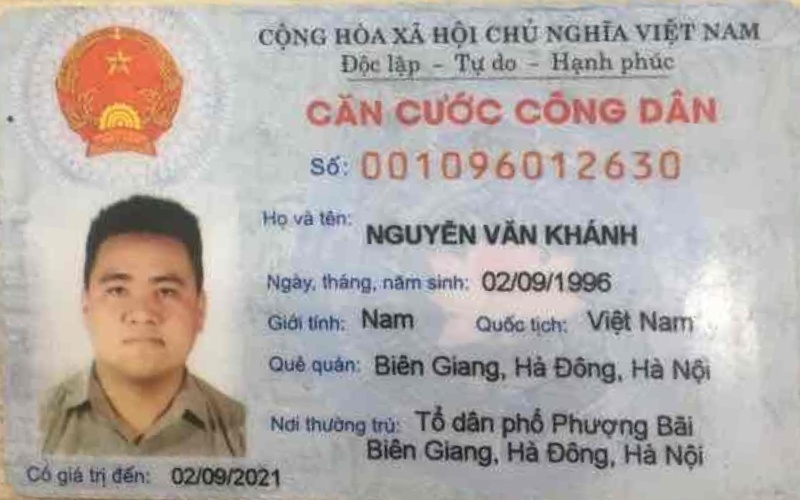 CỘNG HÒA XÃ HỘI CHỦ NGHĨA VIỆT NAM
Độc lập - Tự do - Hạnh phúc
CĂN CƯỚC CÔNG DÂN
Số: 001096012630
Họ và tên: NGUYỄN VĂN KHÁNH
Ngày, tháng, năm sinh: 02/09/1996
Giới tính: Nam Quốc tịch: Việt Nam
Quê quán: Biên Giang, Hà Đông, Hà Nội
Nơi thường trú: Tổ dân phố Phượng Bãi
Biên Giang, Hà Đông, Hà Nội
Có giá trị đến: 02/09/2021